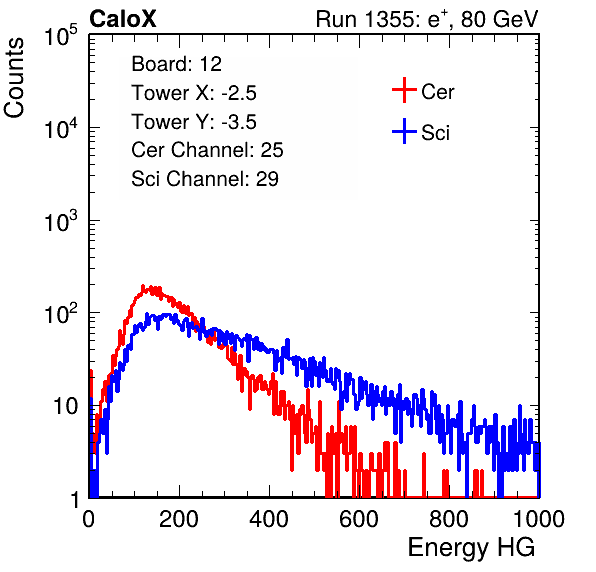 CaloX Run 1355: e⁺, 80 GeV
Counts
10⁵
10⁴
10³
10²
10
1
Board: 12
Tower X: -2.5
Tower Y: -3.5
Cer Channel: 25
Sci Channel: 29
Cer
Sci
0 200 400 600 800 1000
Energy HG